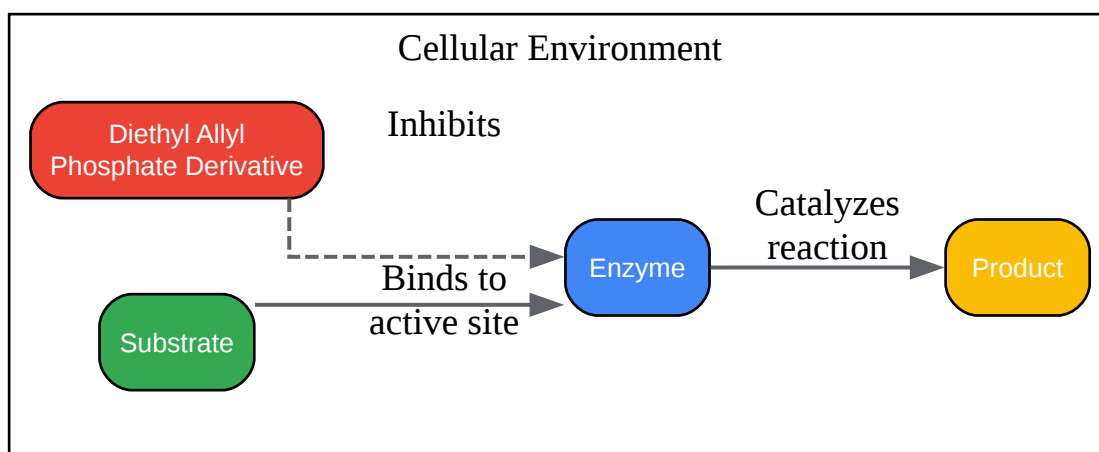 Cellular Environment
Diethyl Allyl
Phosphate Derivative
Inhibits
Catalyzes
reaction
Enzyme
Product
Binds to
active site
Substrate